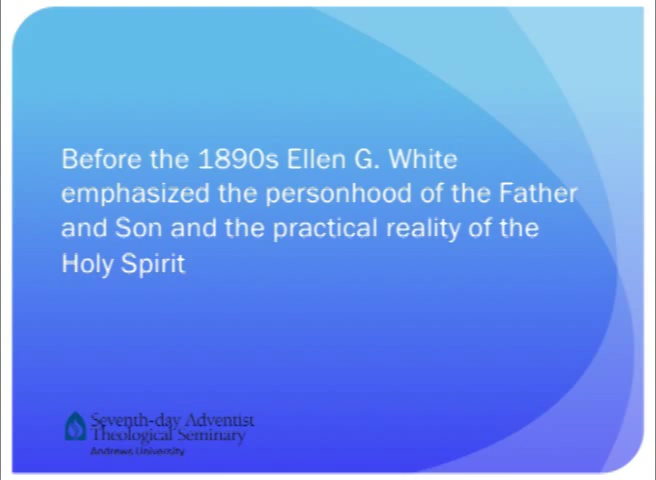 Before the 1890s Ellen G. White
emphasized the personhood of the Father
and Son and the practical reality of the
Holy Spirit
Seventh-day Adventist
Theological Seminary
Andrews University